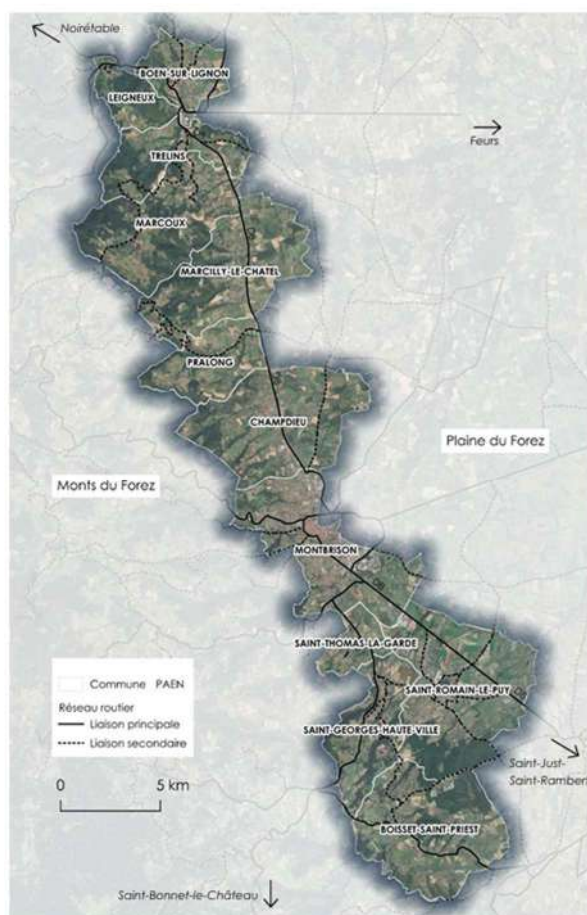 Noirétable
BOEN-SUR-LIGNON
LEIGNEUX
Feurs
TRELINS
MARCOUX
MARCILLY-LE-CHATEL
PRALONG
CHAMPDIEU
Plaine du Forez
Monts du Forez
MONTBRISON
SAINT-THOMAS-LA-GARDE
Commune PAEN
Réseau routier
Liaison principale
Liaison secondaire
SAINT-ROMAIN-LE-PUY
SAINT-GEORGES-HAUTE-VILLE
0 5 km
Saint-Just-
Saint-Rambert
BOISSET-SAINT-PRIEST
Saint-Bonnet-le-Château